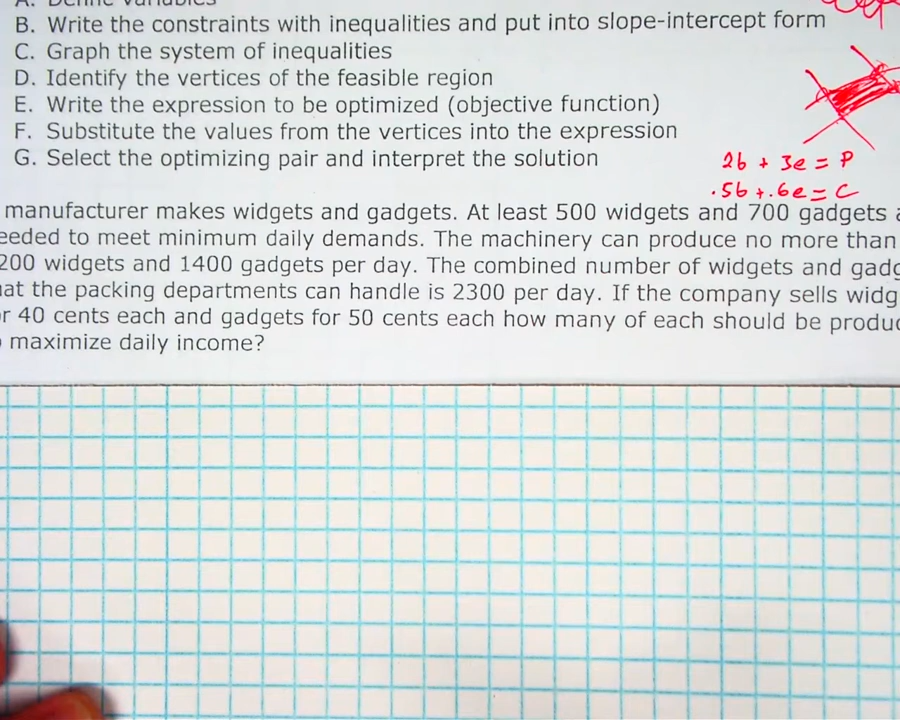 A. Define variables
B. Write the constraints with inequalities and put into slope-intercept form
C. Graph the system of inequalities
D. Identify the vertices of the feasible region
E. Write the expression to be optimized (objective function)
F. Substitute the values from the vertices into the expression
G. Select the optimizing pair and interpret the solution
2b + 3e = P
.5b + .6e = C
manufacturer makes widgets and gadgets. At least 500 widgets and 700 gadgets
eeded to meet minimum daily demands. The machinery can produce no more than
200 widgets and 1400 gadgets per day. The combined number of widgets and gadg
at the packing departments can handle is 2300 per day. If the company sells widg
r 40 cents each and gadgets for 50 cents each how many of each should be produc
maximize daily income?